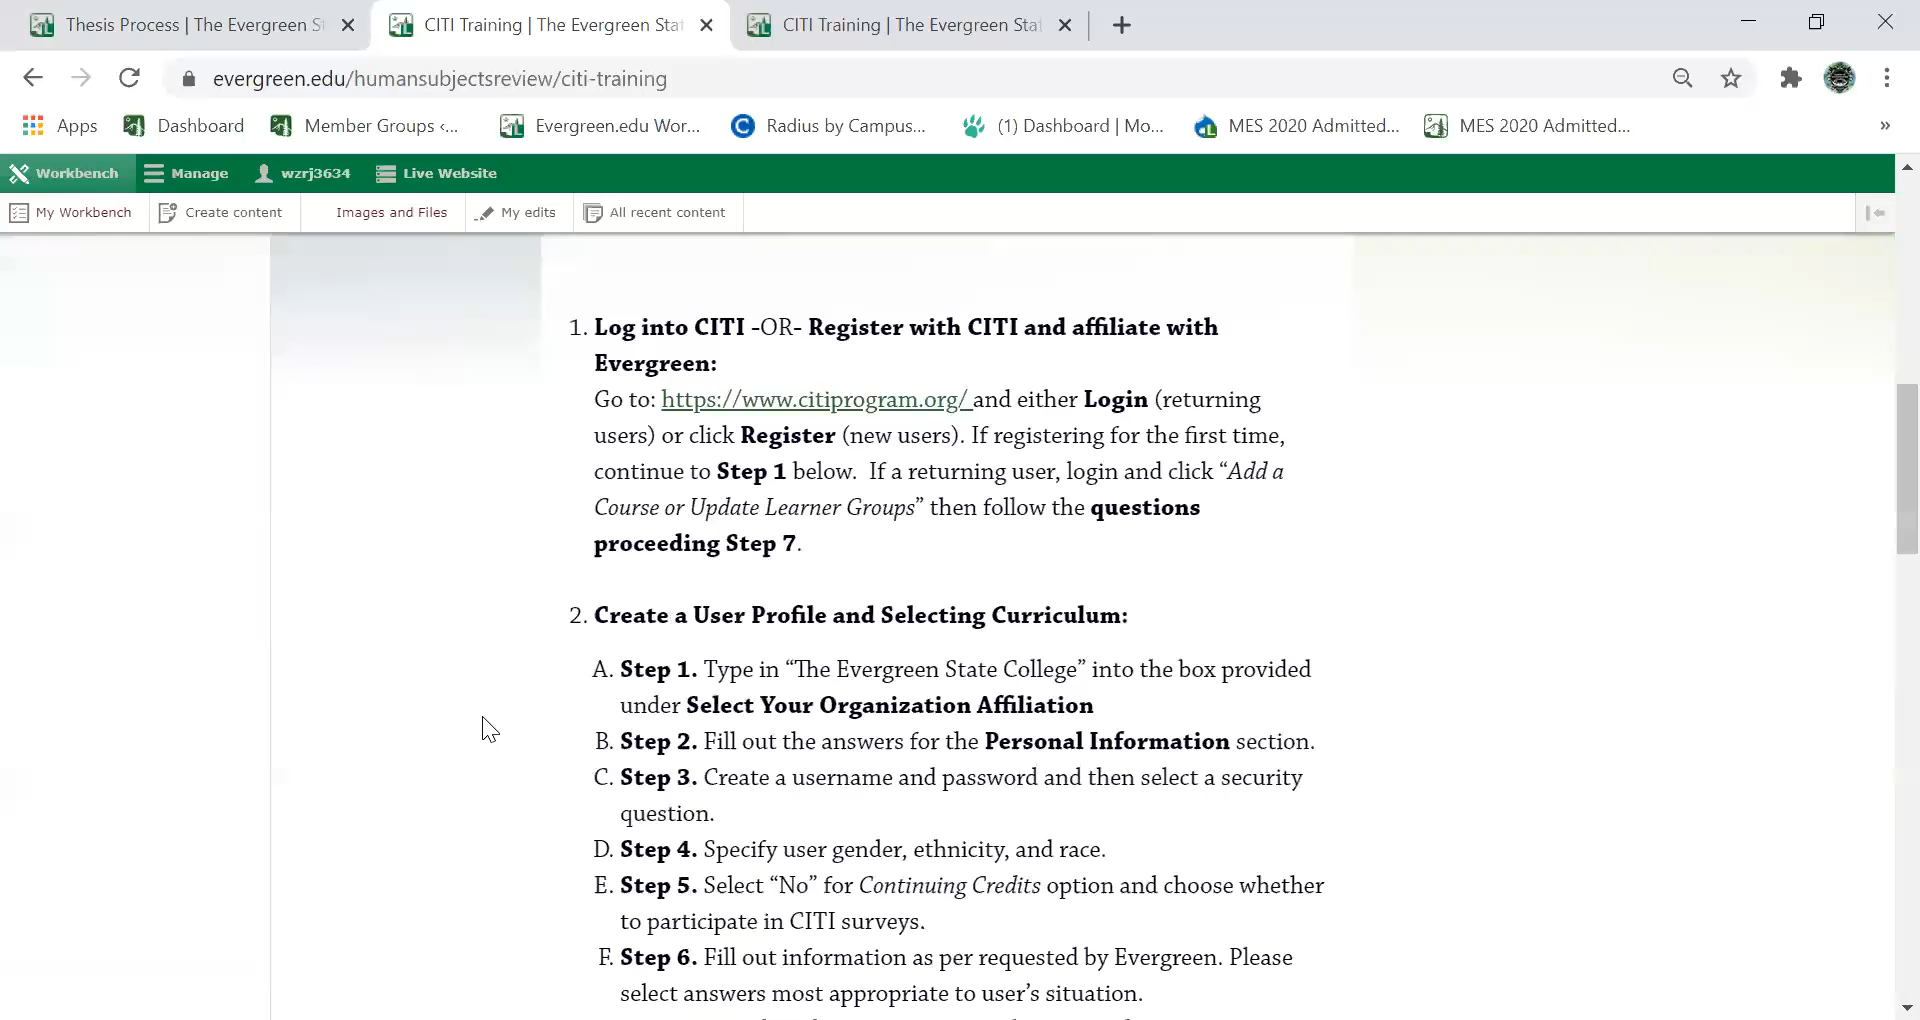 Thesis Process | The Evergreen S
CITI Training | The Evergreen Stat
CITI Training | The Evergreen Stat
evergreen.edu/humansubjectsreview/citi-training
Apps
Dashboard
Member Groups ‹...
Evergreen.edu Wor...
Radius by Campus...
(1) Dashboard | Mo...
MES 2020 Admitted...
MES 2020 Admitted...
»
Workbench
Manage
wzrj3634
Live Website
My Workbench
Create content
Images and Files
My edits
All recent content
1. Log into CITI -OR- Register with CITI and affiliate with
Evergreen:
Go to: https://www.citiprogram.org/ and either Login (returning
users) or click Register (new users). If registering for the first time,
continue to Step 1 below. If a returning user, login and click “Add a
Course or Update Learner Groups” then follow the questions
proceeding Step 7.
2. Create a User Profile and Selecting Curriculum:
A. Step 1. Type in “The Evergreen State College” into the box provided
under Select Your Organization Affiliation
B. Step 2. Fill out the answers for the Personal Information section.
C. Step 3. Create a username and password and then select a security
question.
D. Step 4. Specify user gender, ethnicity, and race.
E. Step 5. Select “No” for Continuing Credits option and choose whether
to participate in CITI surveys.
F. Step 6. Fill out information as per requested by Evergreen. Please
select answers most appropriate to user’s situation.